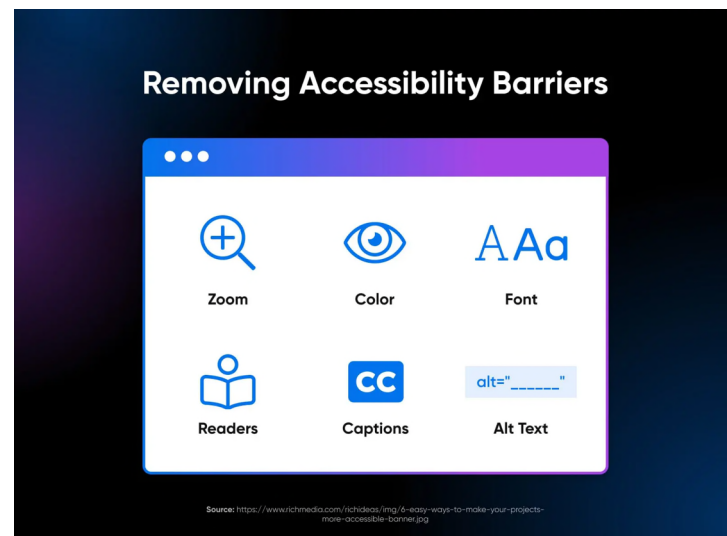 Removing Accessibility Barriers
Zoom
Color
AAa
Font
Readers
CC
Captions
alt="______"
Alt Text
Source: https://www.richmedia.com/richideas/img/6-easy-ways-to-make-your-projects-
more-accessible-banner.jpg